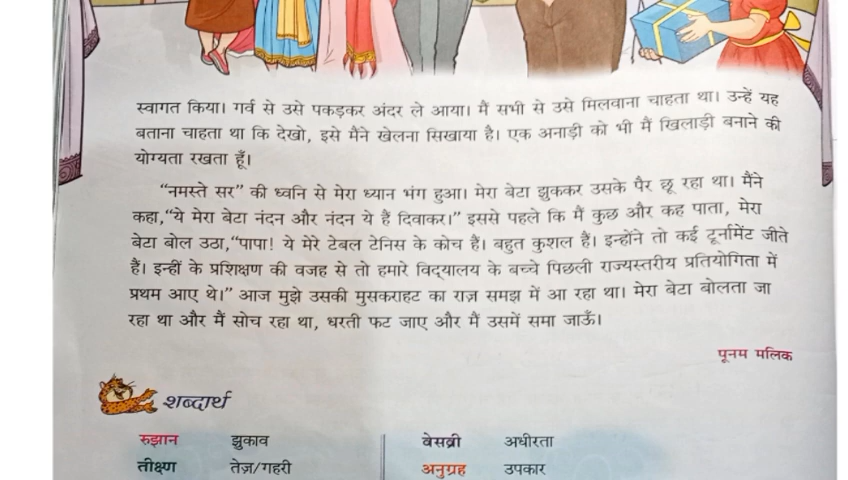 स्वागत किया। गर्व से उसे पकड़कर अंदर ले आया। मैं सभी से उसे मिलवाना चाहता था। उन्हें यह
बताना चाहता था कि देखो, इसे मैंने खेलना सिखाया है। एक अनाड़ी को भी मैं खिलाड़ी बनाने की
योग्यता रखता हूँ।
“नमस्ते सर” की ध्वनि से मेरा ध्यान भंग हुआ। मेरा बेटा झुककर उसके पैर छू रहा था। मैंने
कहा,“ये मेरा बेटा नंदन और नंदन ये हैं दिवाकर।” इससे पहले कि मैं कुछ और कह पाता, मेरा
बेटा बोल उठा,“पापा! ये मेरे टेबल टेनिस के कोच हैं। बहुत कुशल हैं। इन्होंने तो कई टूर्नामेंट जीते
हैं। इन्हीं के प्रशिक्षण की वजह से तो हमारे विद्यालय के बच्चे पिछली राज्यस्तरीय प्रतियोगिता में
प्रथम आए थे।” आज मुझे उसकी मुसकराहट का राज़ समझ में आ रहा था। मेरा बेटा बोलता जा
रहा था और मैं सोच रहा था, धरती फट जाए और मैं उसमें समा जाऊँ।
पूनम मलिक
शब्दार्थ
रुझान झुकाव बेसब्री अधीरता
तीक्ष्ण तेज़/गहरी अनुग्रह उपकार